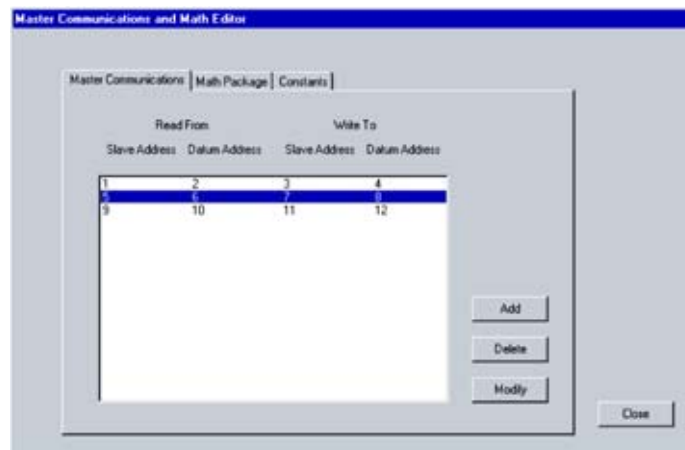 Master Communications and Math Editor
Master Communications Math Package Constants
Read From Write To
Slave Address Datum Address Slave Address Datum Address
1 2 3 4
5 6 7 8
9 10 11 12
Add
Delete
Modify
Close